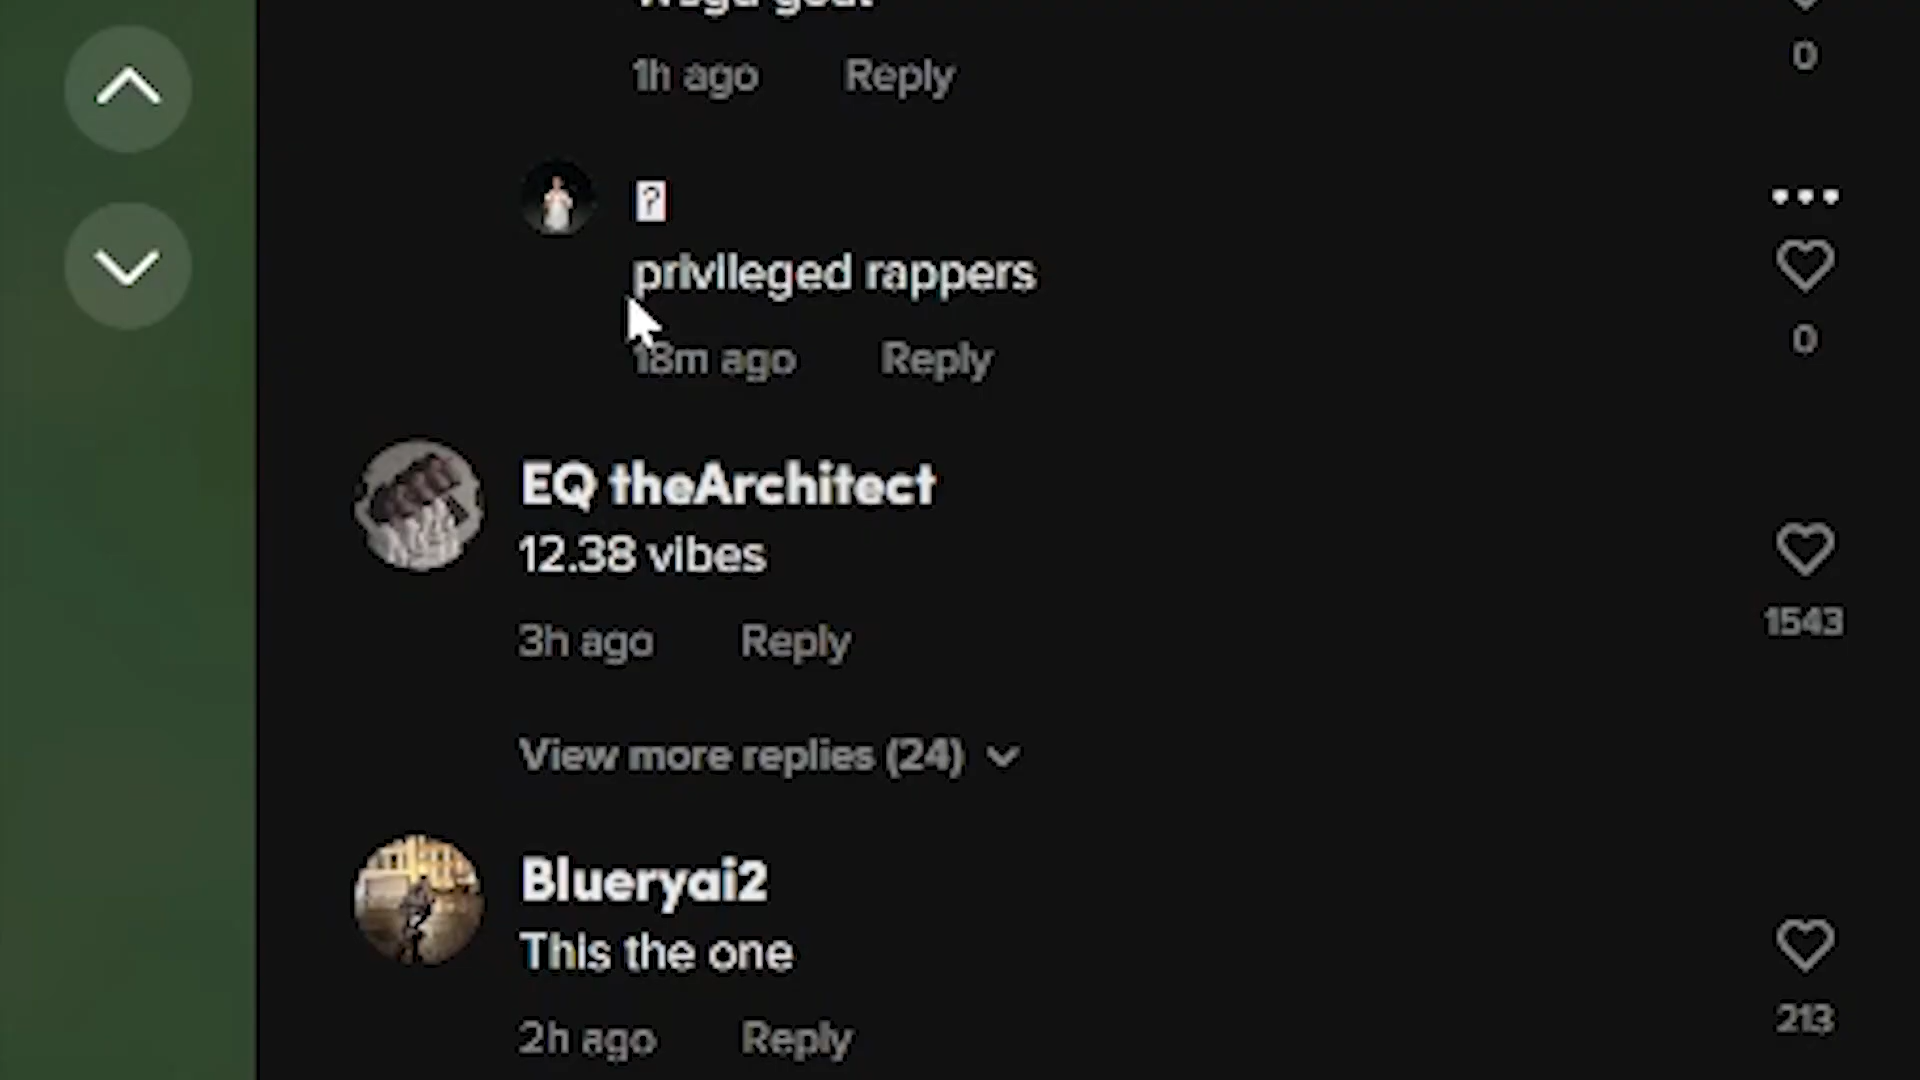 1h ago Reply
0
?
privileged rappers
18m ago Reply
0
EQ theArchitect
12.38 vibes
1543
3h ago Reply
View more replies (24)
Blueryai2
This the one
213
2h ago Reply